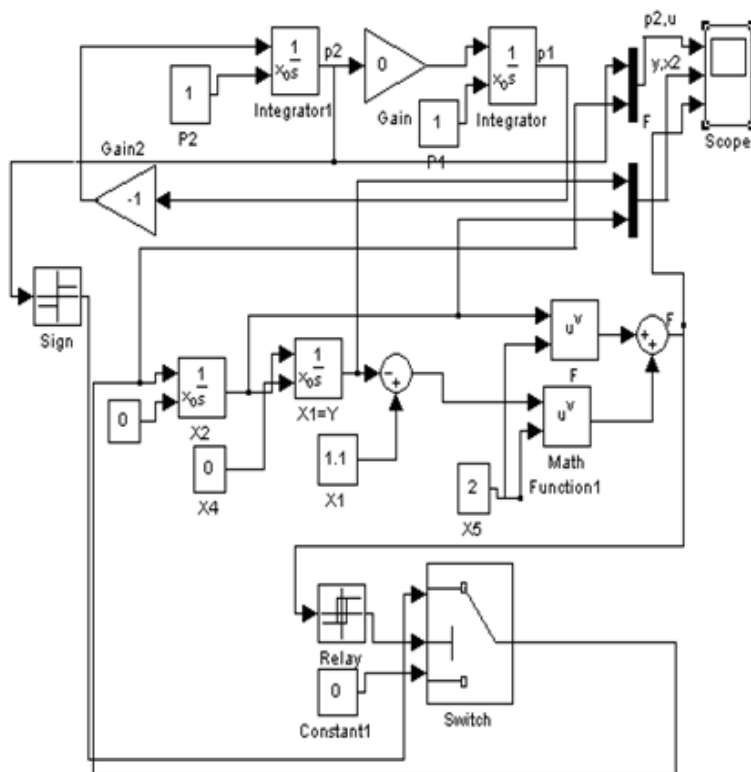 p2,u
y,x2
F
Scope
1
x₀s
p2
Integrator1
1
P2
0
Gain
1
x₀s
p1
Integrator
1
P1
Gain2
-1
Sign
1
x₀s
X2
0
1
x₀s
X1=Y
0
X4
-
+
1.1
X1
uᵛ
F
uᵛ
Math
Function1
2
X5
+
+
F
Relay
0
Constant1
Switch